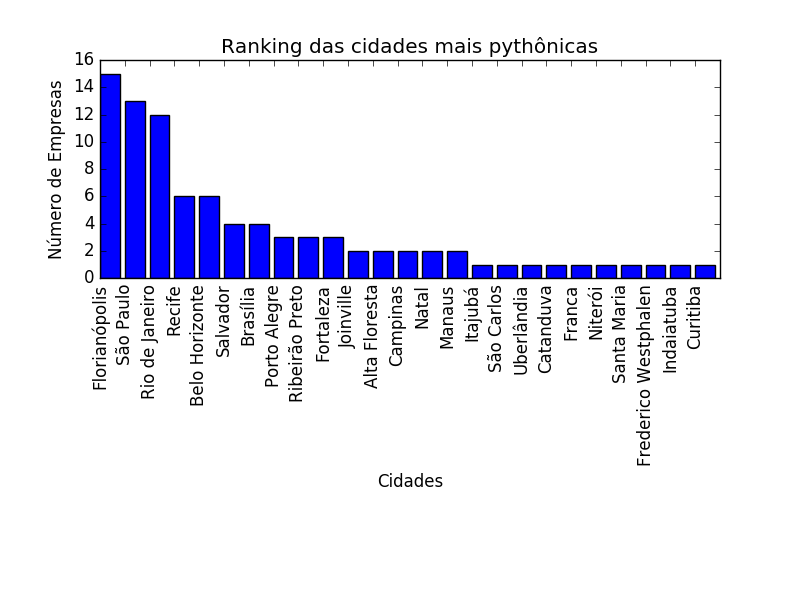 Ranking das cidades mais pythônicas
Número de Empresas
16
14
12
10
8
6
4
2
0
Florianópolis
São Paulo
Rio de Janeiro
Recife
Belo Horizonte
Salvador
Brasília
Porto Alegre
Ribeirão Preto
Fortaleza
Joinville
Alta Floresta
Campinas
Natal
Manaus
Itajubá
São Carlos
Uberlândia
Catanduva
Franca
Niterói
Santa Maria
Frederico Westphalen
Indaiatuba
Curitiba
Cidades